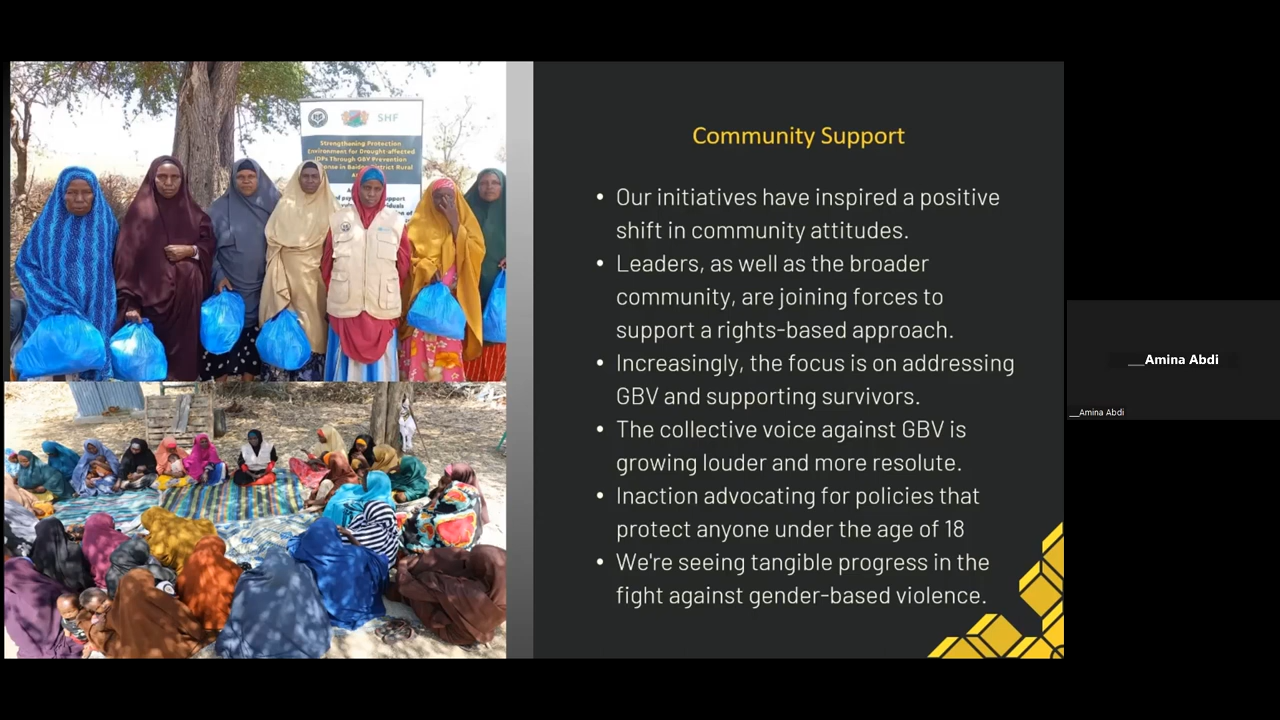 SHF
Strengthening Protection
Environment for Drought-affected
IDPs Through GBV Prevention
in Baidoa District Rural
Community Support
• Our initiatives have inspired a positive
shift in community attitudes.
• Leaders, as well as the broader
community, are joining forces to
support a rights-based approach.
• Increasingly, the focus is on addressing
GBV and supporting survivors.
• The collective voice against GBV is
growing louder and more resolute.
• Inaction advocating for policies that
protect anyone under the age of 18
• We're seeing tangible progress in the
fight against gender-based violence.
__Amina Abdi
__Amina Abdi